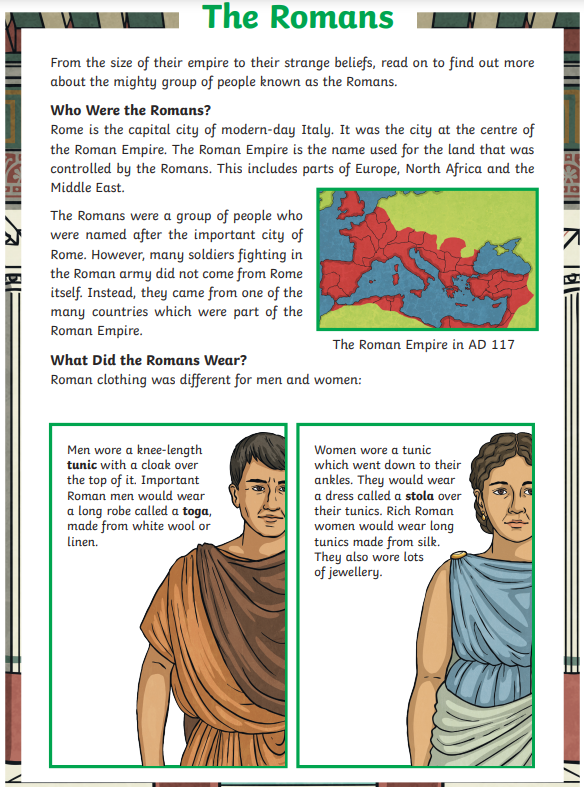 The Romans
From the size of their empire to their strange beliefs, read on to find out more
about the mighty group of people known as the Romans.
Who Were the Romans?
Rome is the capital city of modern-day Italy. It was the city at the centre of
the Roman Empire. The Roman Empire is the name used for the land that was
controlled by the Romans. This includes parts of Europe, North Africa and the
Middle East.
The Romans were a group of people who
were named after the important city of
Rome. However, many soldiers fighting in
the Roman army did not come from Rome
itself. Instead, they came from one of the
many countries which were part of the
Roman Empire.
The Roman Empire in AD 117
What Did the Romans Wear?
Roman clothing was different for men and women:
Men wore a knee-length
tunic with a cloak over
the top of it. Important
Roman men would wear
a long robe called a toga,
made from white wool or
linen.
Women wore a tunic
which went down to their
ankles. They would wear
a dress called a stola over
their tunics. Rich Roman
women would wear long
tunics made from silk.
They also wore lots
of jewellery.